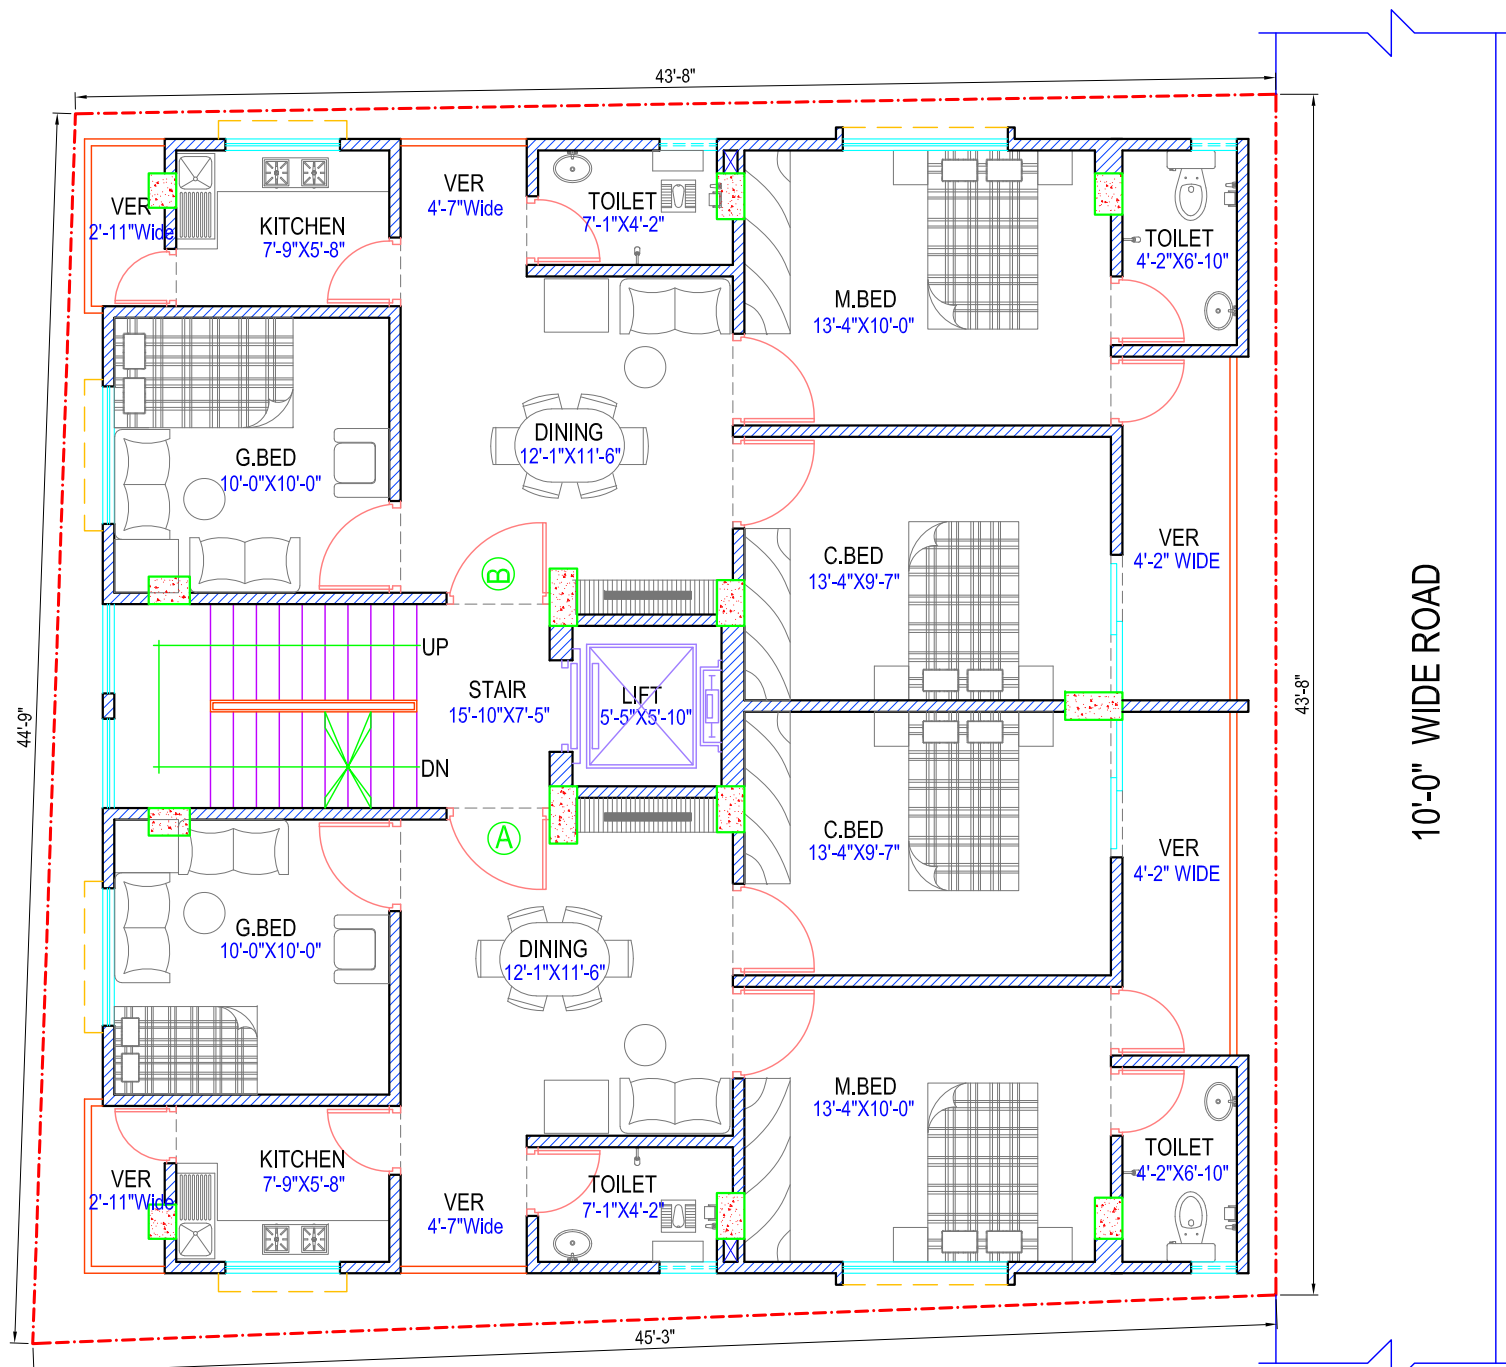 43'-8"
VER
4'-7"Wide
TOILET
7'-1"X4'-2"
VER
2'-11"Wide
KITCHEN
7'-9"X5'-8"
TOILET
4'-2"X6'-10"
M.BED
13'-4"X10'-0"
DINING
12'-1"X11'-6"
G.BED
10'-0"X10'-0"
C.BED
13'-4"X9'-7"
VER
4'-2" WIDE
B
UP
STAIR
15'-10"X7'-5"
LIFT
5'-5"X5'-10"
DN
44'-9"
43'-8"
10'-0" WIDE ROAD
A
C.BED
13'-4"X9'-7"
VER
4'-2" WIDE
G.BED
10'-0"X10'-0"
DINING
12'-1"X11'-6"
M.BED
13'-4"X10'-0"
KITCHEN
7'-9"X5'-8"
VER
2'-11"Wide
VER
4'-7"Wide
TOILET
7'-1"X4'-2"
TOILET
4'-2"X6'-10"
45'-3"